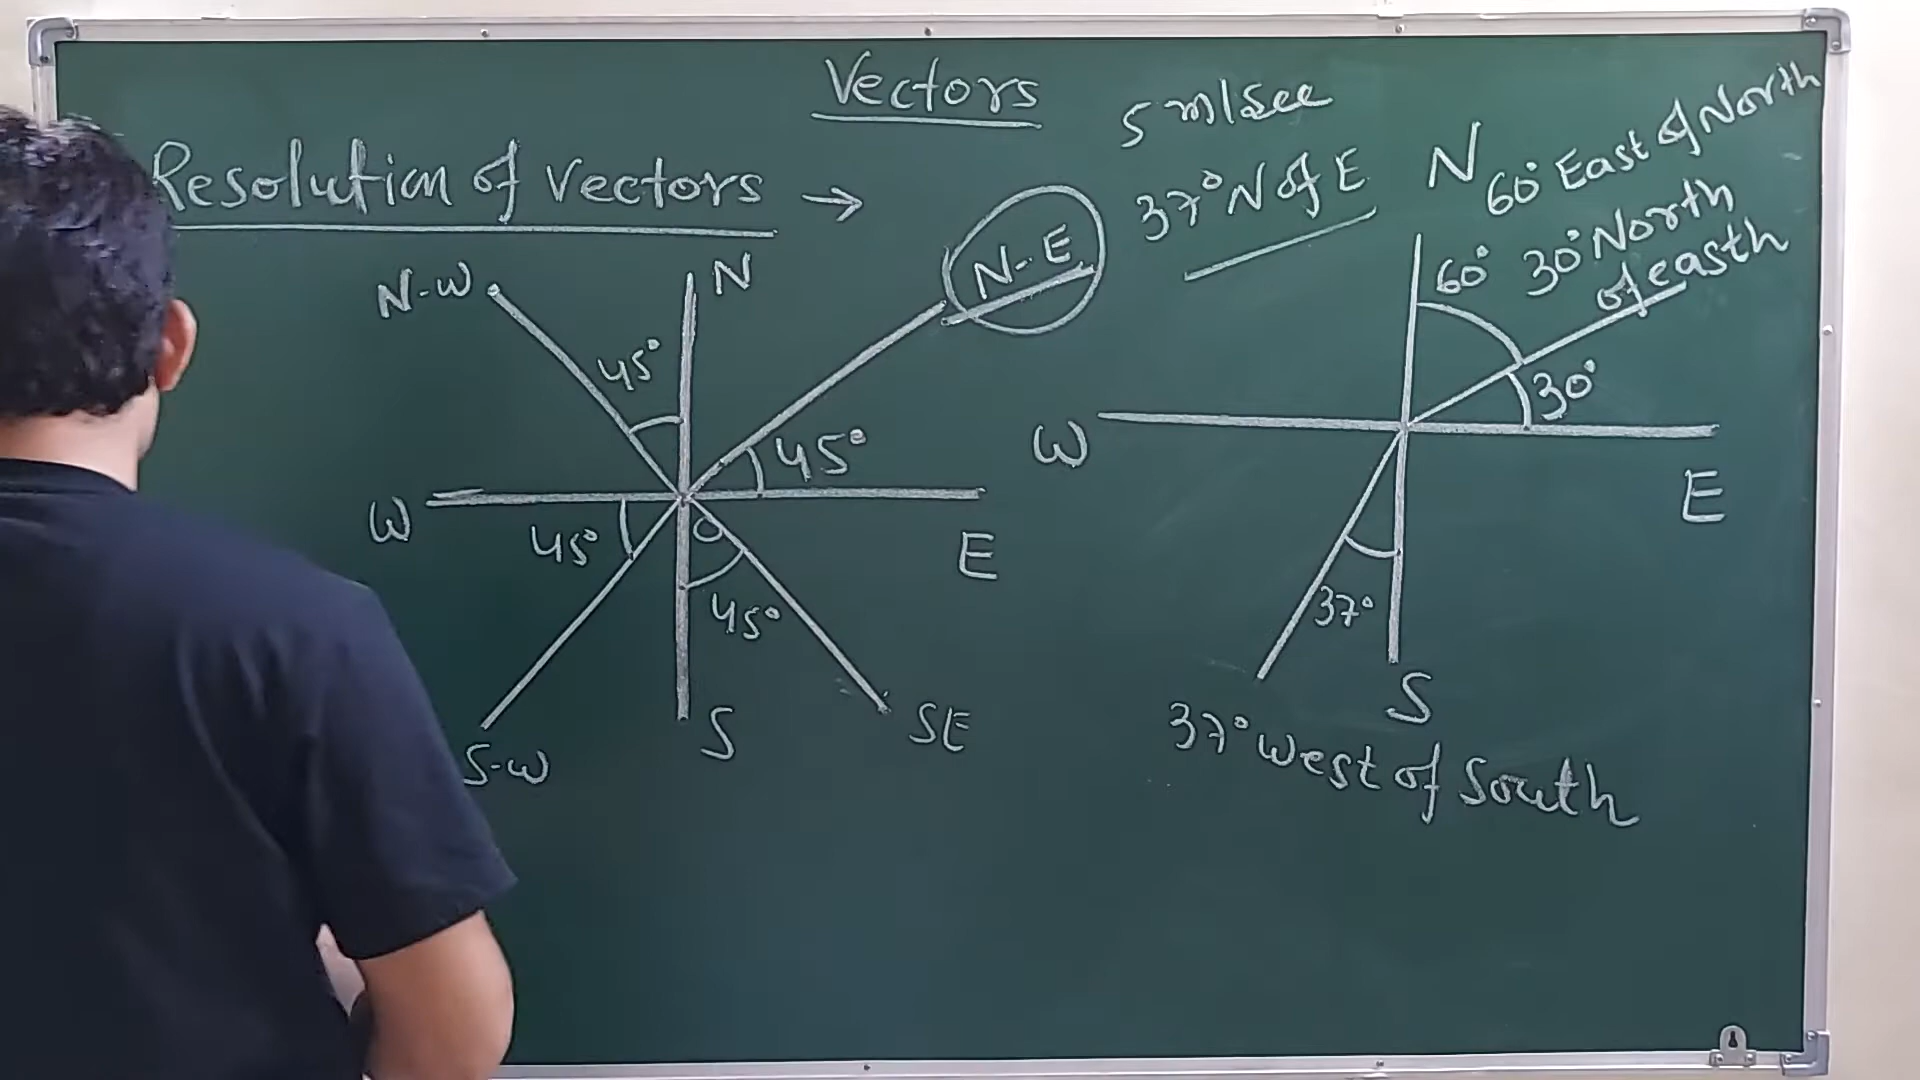 Vectors
Resolution of Vectors →
5 m/sec
37° N of E
N
60° East of North
30° North
of easth
60°
30°
W
E
37°
S
37° West of South
N-W
N
N-E
45°
45°
W
45°
O
E
45°
S-W
S
SE